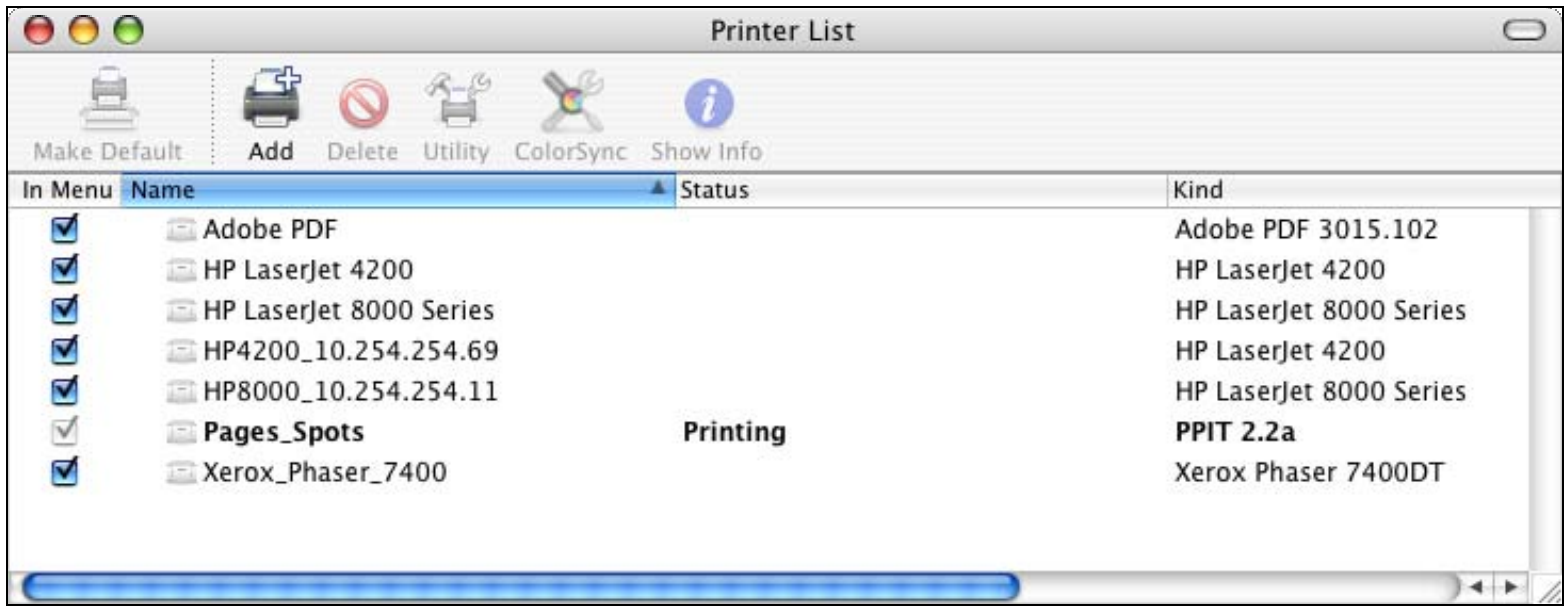 Printer List
Make Default Add Delete Utility ColorSync Show Info
In Menu Name Status Kind
Adobe PDF Adobe PDF 3015.102
HP LaserJet 4200 HP LaserJet 4200
HP LaserJet 8000 Series HP LaserJet 8000 Series
HP4200_10.254.254.69 HP LaserJet 4200
HP8000_10.254.254.11 HP LaserJet 8000 Series
Pages_Spots Printing PPIT 2.2a
Xerox_Phaser_7400 Xerox Phaser 7400DT